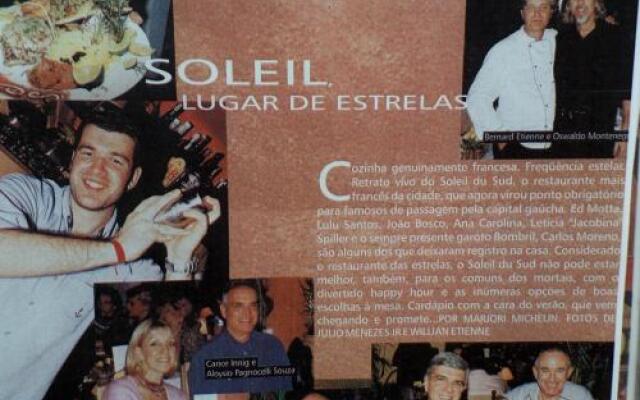 SOLEIL,
LUGAR DE ESTRELAS
Bernard Etienne e Oswaldo Montenegro
Cozinha genuinamente francesa. Freqüência estelar.
Retrato vivo do Soleil du Sud, o restaurante mais
francês da cidade, que agora virou ponto obrigatório
para famosos de passagem pela capital gaúcha. Ed Motta,
Lulu Santos, João Bosco, Ana Carolina, Letícia "Jacobina"
Spiller e o sempre presente garoto Bombril, Carlos Moreno,
são alguns dos que deixaram registro na casa. Considerado
o restaurante das estrelas, o Soleil du Sud não pode estar
melhor, também, para os comuns dos mortais, com o
divertido happy hour e as inúmeras opções de boas
escolhas à mesa. Cardápio com a cara do verão, que vem
chegando e promete...POR MARJORI MICHELIN. FOTOS DE
JULIO MENEZES JR E WILLIAN ETIENNE
Carice Innig e
Aloysio Pagnocelli Souza